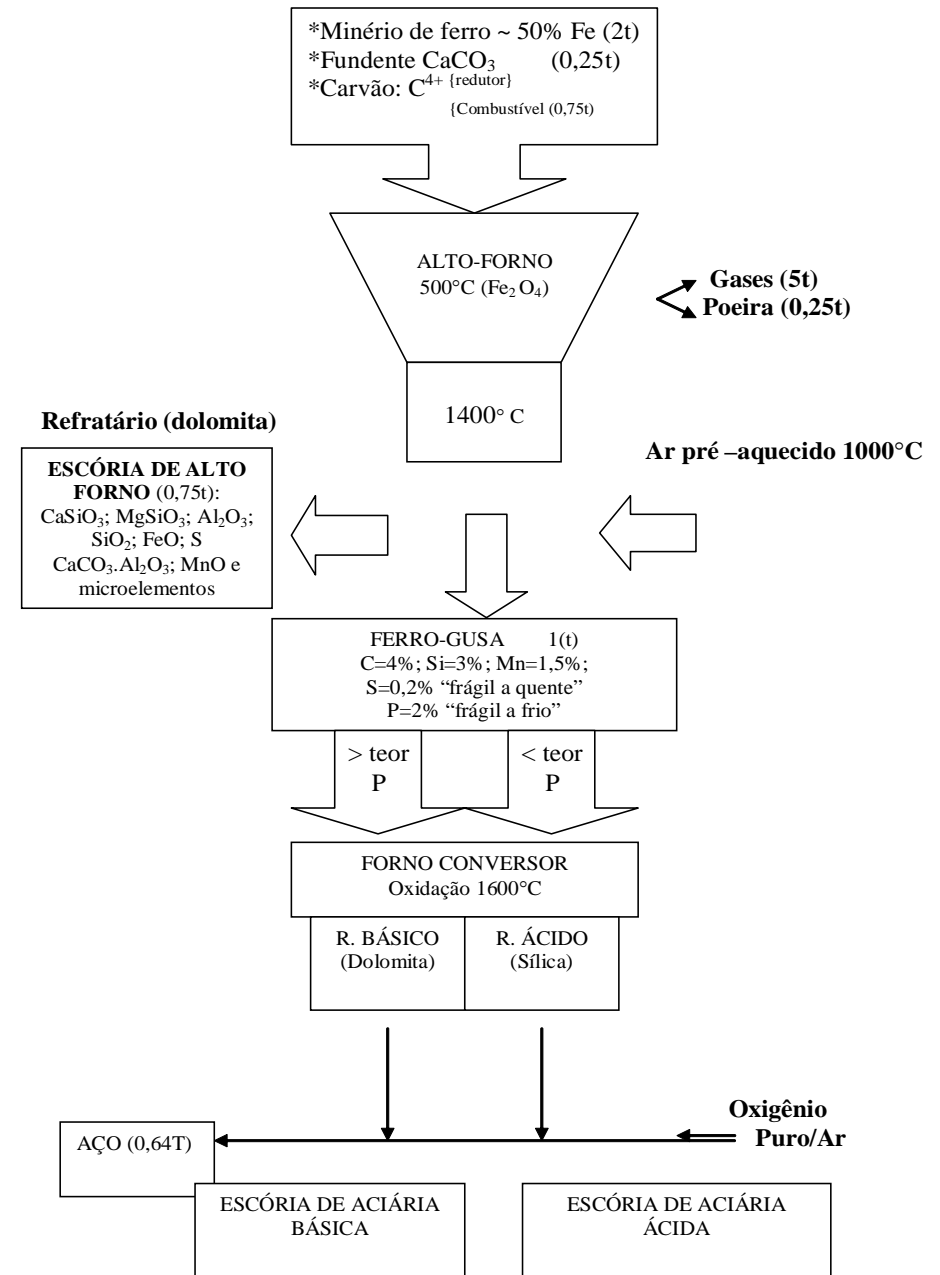 *Minério de ferro ~ 50% Fe (2t)
*Fundente CaCO₃ (0,25t)
*Carvão: C⁴⁺ {redutor}
{Combustível (0,75t)
ALTO-FORNO
500°C (Fe₂O₄)
Gases (5t)
Poeira (0,25t)
1400° C
Refratário (dolomita)
Ar pré –aquecido 1000°C
ESCÓRIA DE ALTO
FORNO (0,75t):
CaSiO₃; MgSiO₃; Al₂O₃;
SiO₂; FeO; S
CaCO₃.Al₂O₃; MnO e
microelementos
FERRO-GUSA 1(t)
C=4%; Si=3%; Mn=1,5%;
S=0,2% “frágil a quente”
P=2% “frágil a frio”
> teor
P
< teor
P
FORNO CONVERSOR
Oxidação 1600°C
R. BÁSICO
(Dolomita)
R. ÁCIDO
(Sílica)
Oxigênio
Puro/Ar
AÇO (0,64T)
ESCÓRIA DE ACIÁRIA
BÁSICA
ESCÓRIA DE ACIÁRIA
ÁCIDA